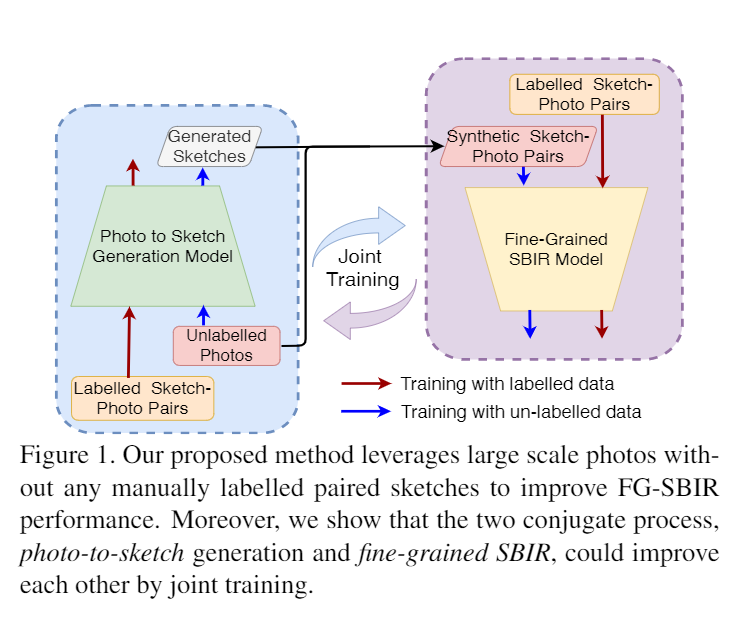 Labelled Sketch-
Photo Pairs
Generated
Sketches
Synthetic Sketch-
Photo Pairs
Photo to Sketch
Generation Model
Fine-Grained
SBIR Model
Joint
Training
Unlabelled
Photos
Labelled Sketch-
Photo Pairs
Training with labelled data
Training with un-labelled data
Figure 1. Our proposed method leverages large scale photos with-
out any manually labelled paired sketches to improve FG-SBIR
performance. Moreover, we show that the two conjugate process,
photo-to-sketch generation and fine-grained SBIR, could improve
each other by joint training.